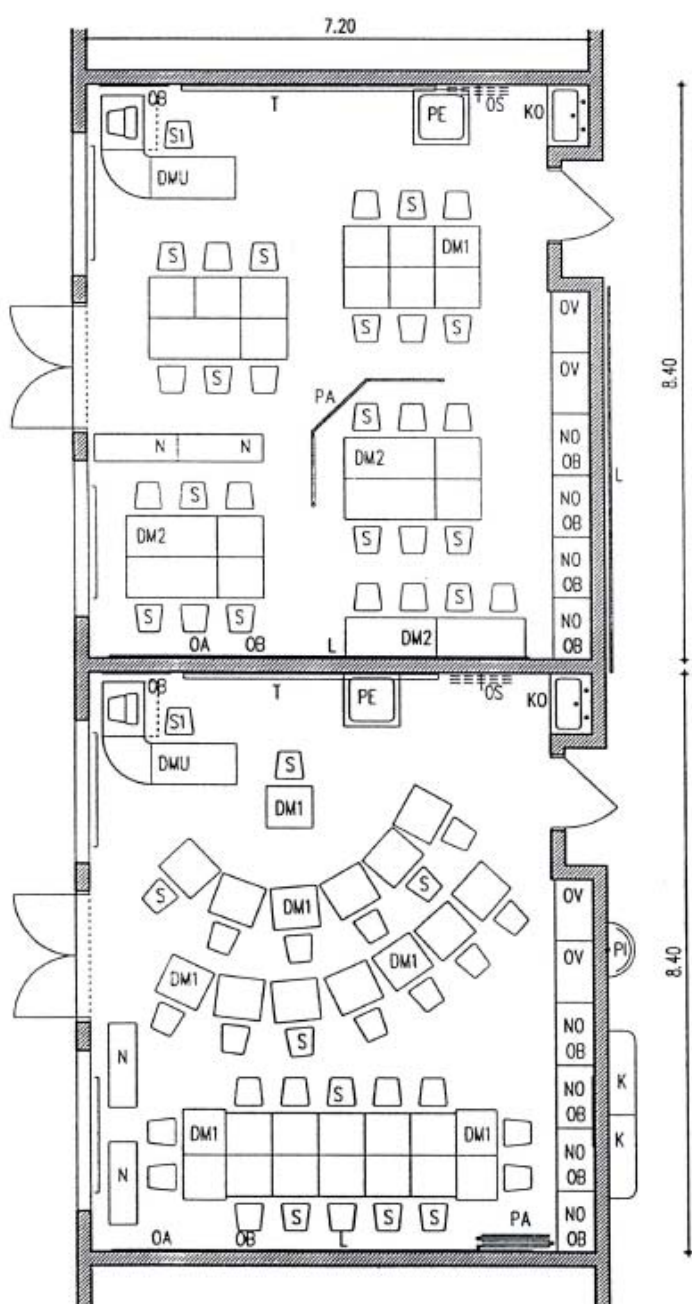 7.20
OB T PE OS KO
S1
DMU
S DM1
S S
OV
S S
8.40
S
OV
PA
S
N N
NO
OB
L
DM2
S
NO
OB
DM2
S S
NO
OB
S
S S
DM2
NO
OB
OA OB L
OB T PE OS KO
S1
DMU
S
DM1
S
S
DM1
OV
DM1 DM1
OV
PI
8.40
S
NO
OB
N
K
NO
OB
S
DM1 DM1
NO
OB
K
N
S S S
PA
NO
OB
OA OB L